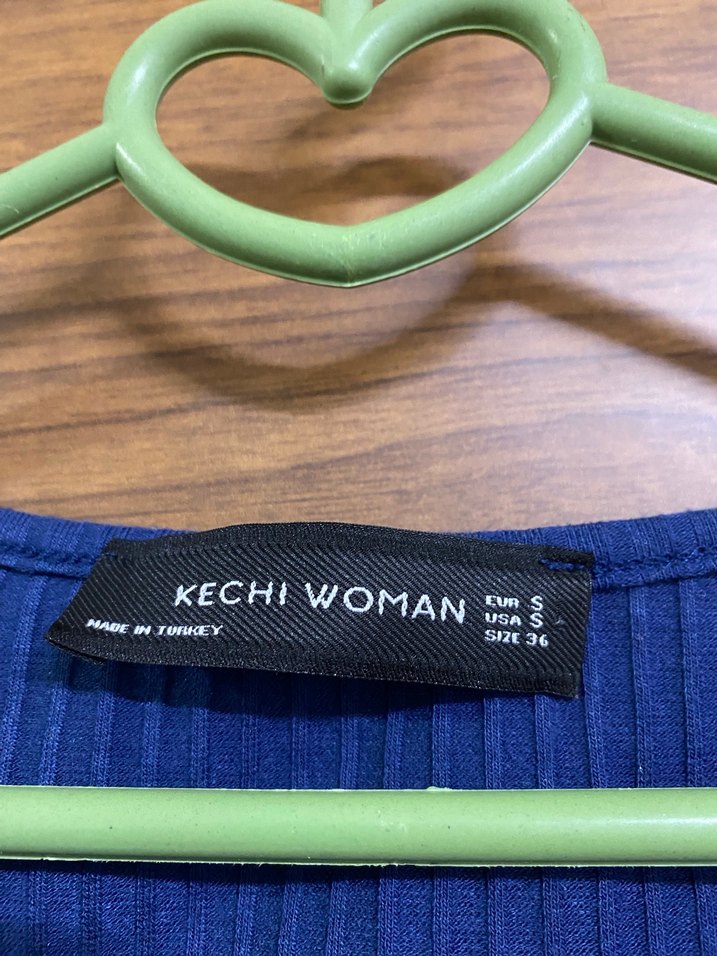 KECHI WOMAN
EUR S
USA S
SIZE 36
MADE IN TURKEY